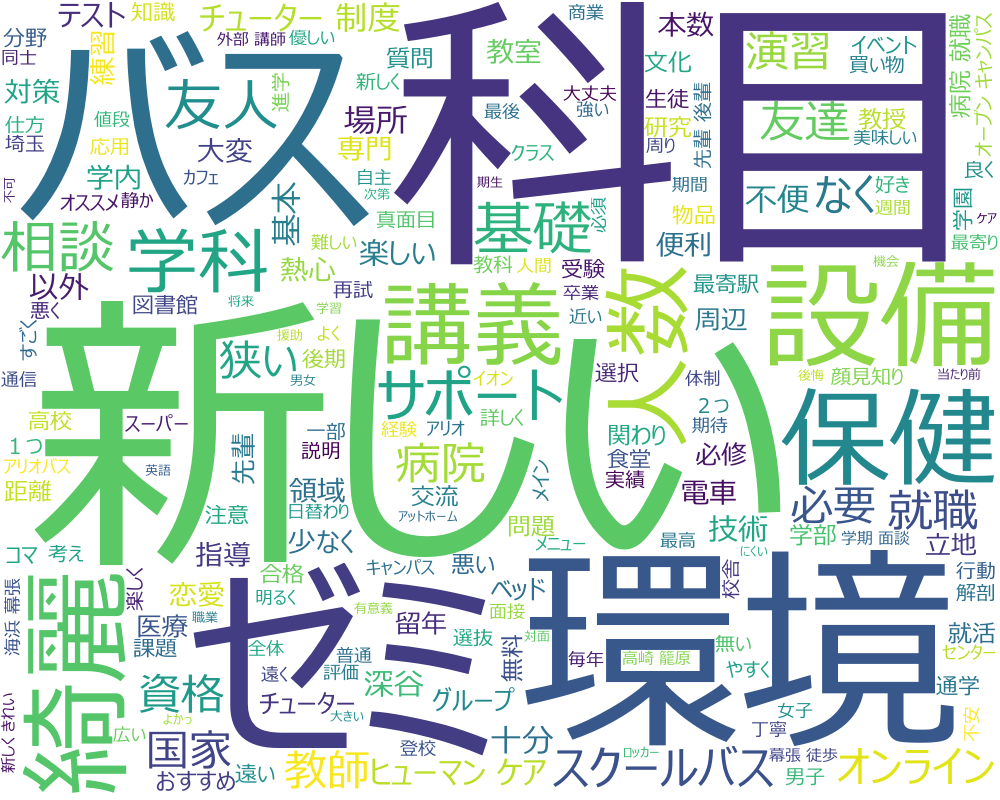 テスト
知識
チューター
制度
商業
本数
イベント
買い物
分野
同士
練習
外部 講師
優しい
質問
教室
文化
演習
病院 就職
オープン キャンパス
バス
科目
友人
新しく
大丈夫
強い
生徒
先輩 後輩
友達
教授
美味しい
対策
仕方
値段
進学
場所
最後
研究
周り
埼玉
応用
大変
専門
クラス
良く
学内
カフェ
自主
次第
期生
期間
不便
なく
好き
週間
学園
ケア
不可
オススメ
静か
基本
真面目
基礎
必須
物品
便利
最寄り
相談
学科
難しい
楽しい
教科
人間
受験
機会
熱心
以外
悪く
再試
卒業
人数
最寄駅
設備
図書館
将来
学習
講義
近い
周辺
すごく
新しい
狭い
援助
よく
後期
男女
サポート
イオン
詳しく
選択
体制
後悔
顔見知り
当たり前
通信
高校
スーパー
一部
経験
アリオ
2つ
期待
保健
1つ
説明
関わり
アリオバス
英語
先輩
病院
食堂
実績
必修
距離
領域
日替わり
交流
メイン
電車
必要
就職
注意
アットホーム
問題
技術
学部
学期 面談
立地
コマ
考え
指導
少なく
メニュー
最高
にくい
綺麗
合格
キャンパス
悪い
校舎
環境
行動
解剖
楽しく
海浜 幕張
恋愛
明るく
ゼミ
有意義
ベッド
面接
医療
職業
留年
選抜
対面
無料
就活
センター
課題
全体
普通
毎年
高崎 籠原
無い
やすく
資格
遠く
評価
深谷
グループ
通学
チューター
大きい
女子
丁寧
不安
新しく きれい
よかっ
広い
国家
登校
十分
おすすめ
遠い
教師
ヒューマン ケア
スクールバス
ロッカー
幕張 徒歩
男子
オンライン